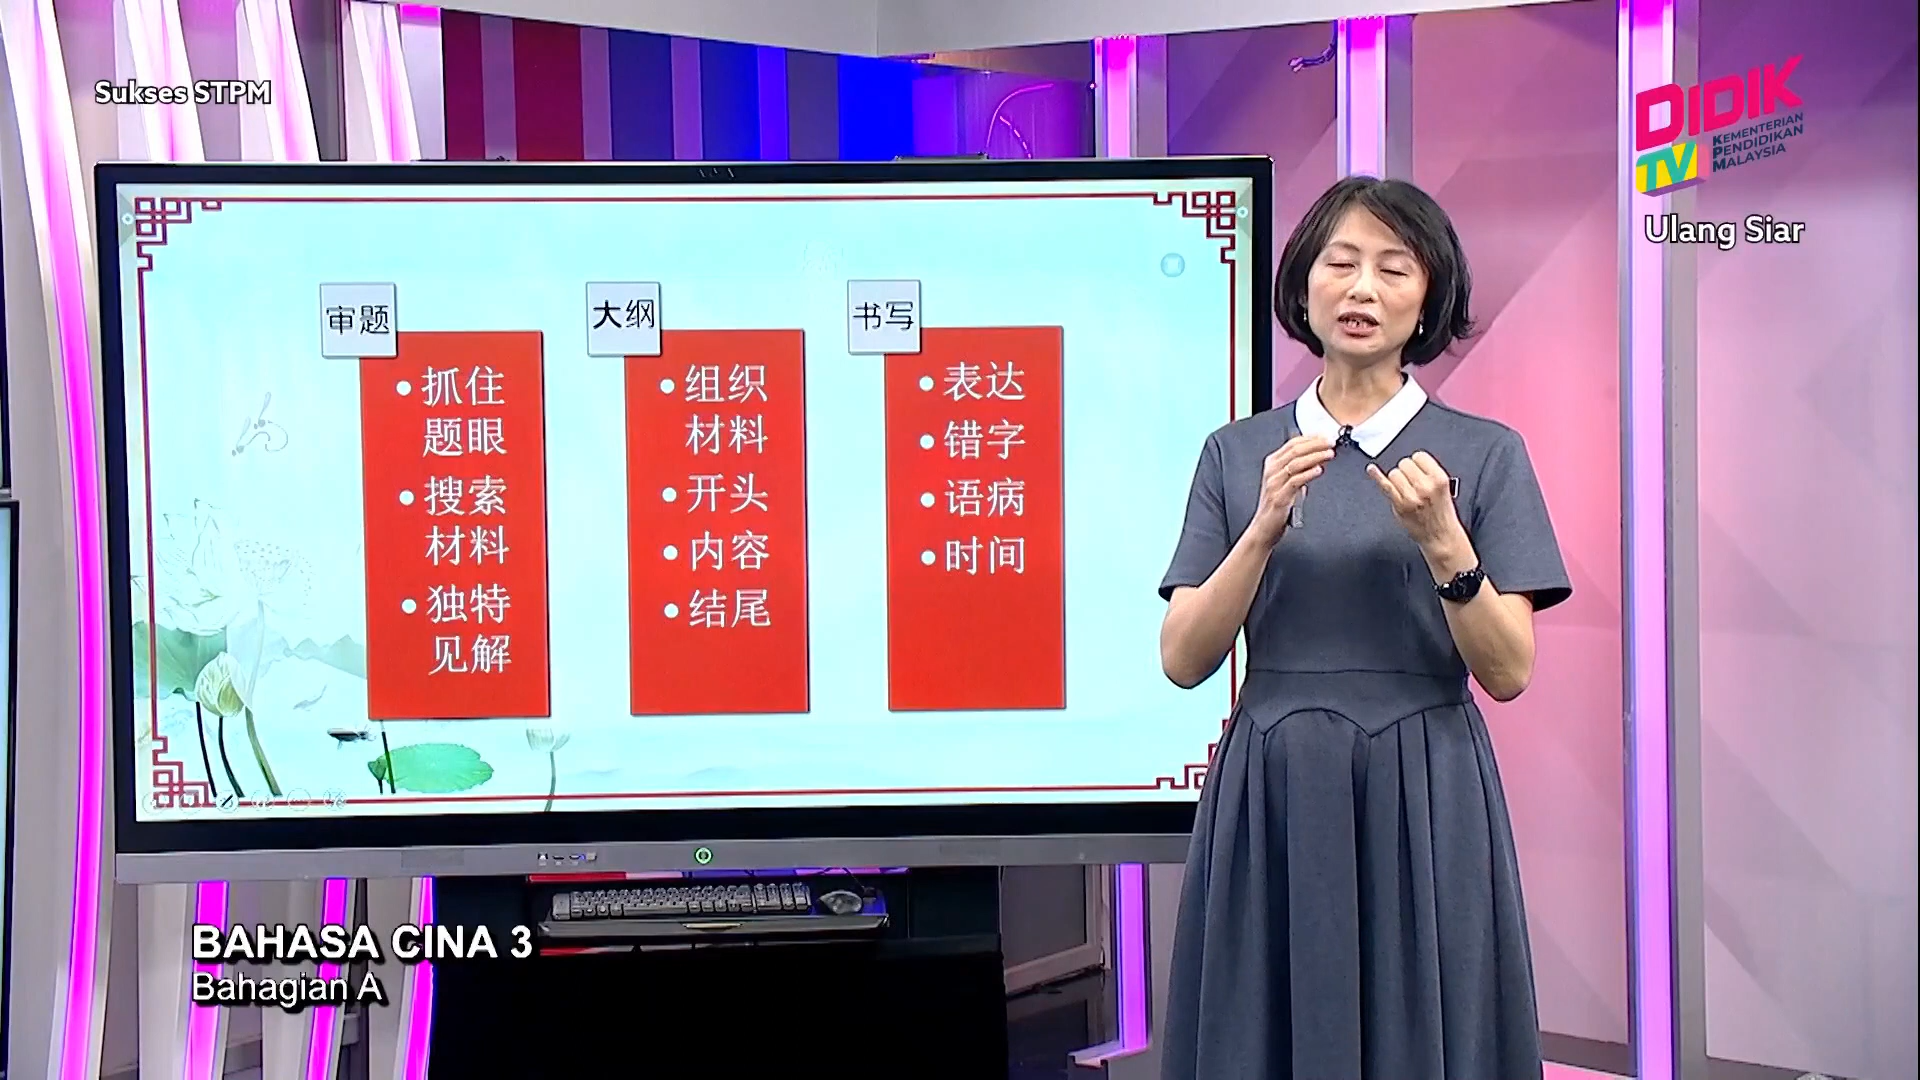 Sukses STPM
DIDIK
TV
KEMENTERIAN
PENDIDIKAN
MALAYSIA
Ulang Siar
审题
• 抓住
题眼
• 搜索
材料
• 独特
见解
大纲
• 组织
材料
• 开头
• 内容
• 结尾
书写
• 表达
• 错字
• 语病
• 时间
BAHASA CINA 3
Bahagian A